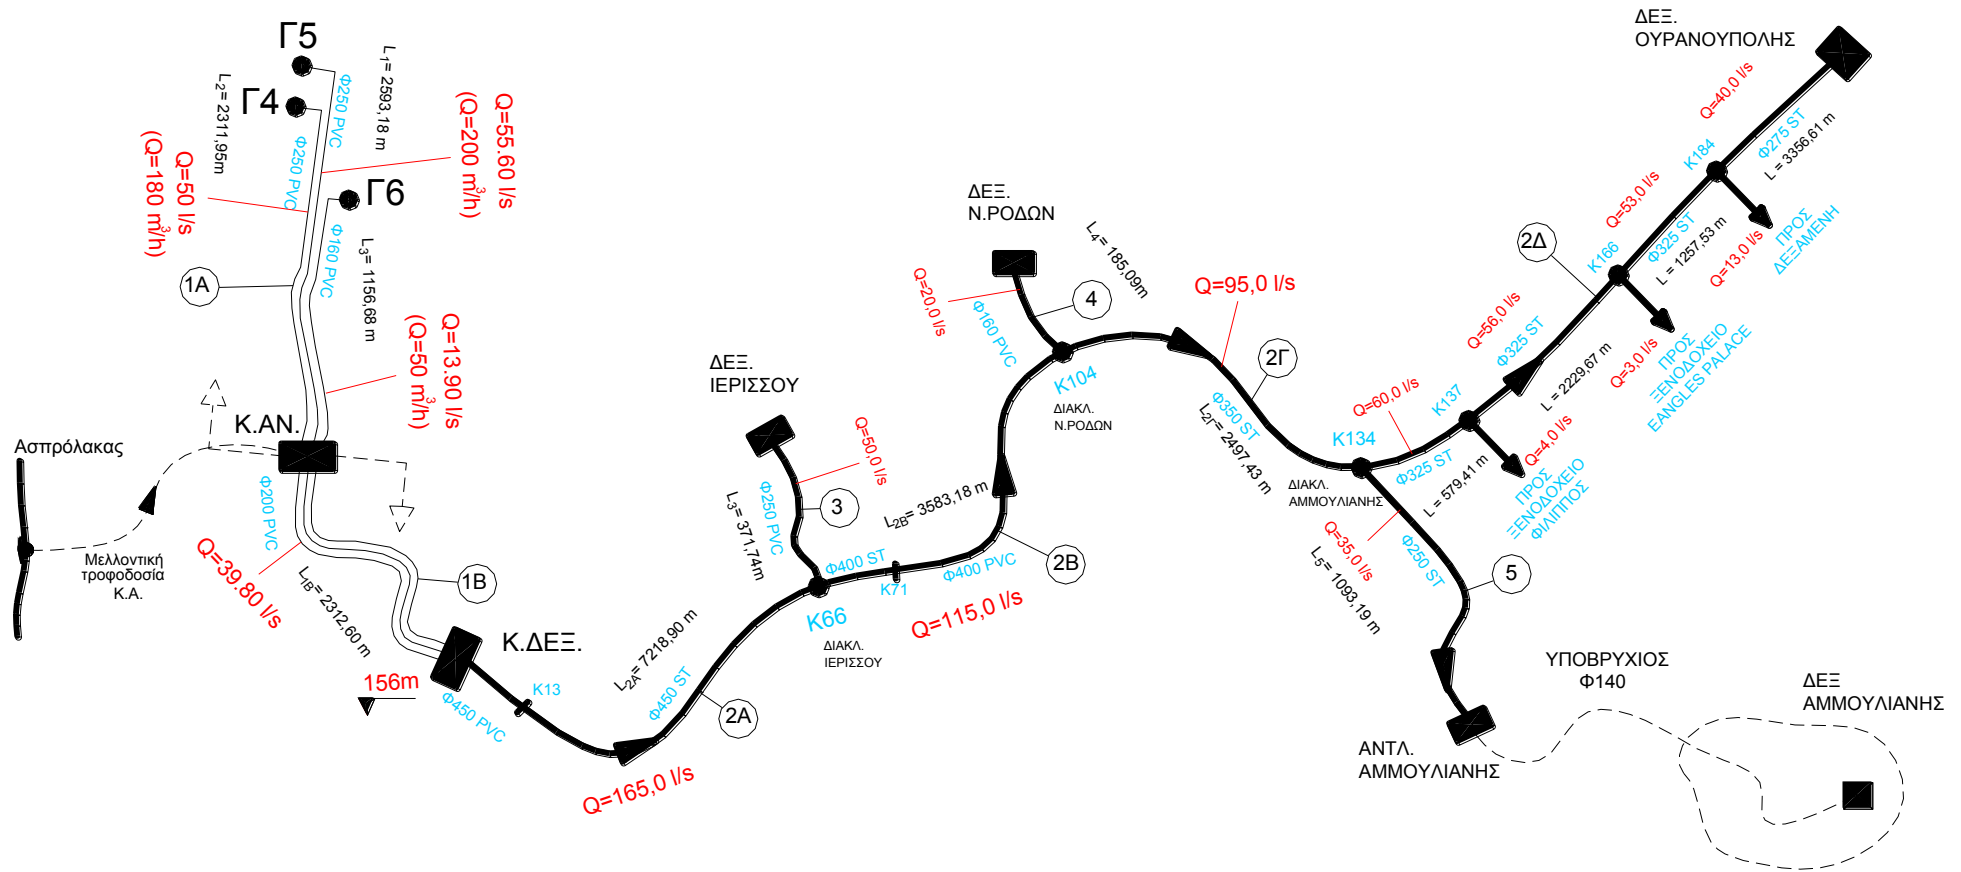 Γ5
Γ4
Γ6
Φ250 PVC
L1= 2593,18 m
L2= 2311,95m
Φ250 PVC
Q=55.60 l/s
(Q=200 m3/h)
Q=50 l/s
(Q=180 m3/h)
Φ160 PVC
L3= 1156,68 m
1Α
Q=13.90 l/s
(Q=50 m3/h)
Κ.ΑΝ.
Ασπρόλακας
Μελλοντική
τροφοδοσία
Κ.Α.
Φ200 PVC
Q=39.80 l/s
L1B= 2312,60 m
1Β
Κ.ΔΕΞ.
156m
Φ450 PVC
K13
L2A= 7218,90 m
Φ450 ST
2Α
Q=165,0 l/s
ΔΕΞ.
ΙΕΡΙΣΣΟΥ
Q=50,0 l/s
Φ250 PVC
L3= 371,74m
3
K66
ΔΙΑΚΛ.
ΙΕΡΙΣΣΟΥ
Φ400 ST
K71
L2B= 3583,18 m
Φ400 PVC
2Β
Q=115,0 l/s
ΔΕΞ.
Ν.ΡΟΔΩΝ
Q=20,0 l/s
Φ160 PVC
L4= 185,09m
4
K104
ΔΙΑΚΛ.
Ν.ΡΟΔΩΝ
Q=95,0 l/s
2Γ
Φ350 ST
L2Γ= 2497,43 m
K134
ΔΙΑΚΛ.
ΑΜΜΟΥΛΙΑΝΗΣ
Q=60,0 l/s
Φ325 ST
L = 579,41 m
K137
Q=4,0 l/s
ΠΡΟΣ
ΞΕΝΟΔΟΧΕΙΟ
ΦΙΛΙΠΠΟΣ
Q=56,0 l/s
Φ325 ST
L = 2229,67 m
2Δ
K166
Q=3,0 l/s
ΠΡΟΣ
ΞΕΝΟΔΟΧΕΙΟ
EANGLES PALACE
Q=53,0 l/s
Φ325 ST
L = 1257,53 m
K184
Q=13,0 l/s
ΠΡΟΣ
ΔΕΞΑΜΕΝΗ
Q=40,0 l/s
Φ275 ST
L = 3356,61 m
ΔΕΞ.
ΟΥΡΑΝΟΥΠΟΛΗΣ
Q=35,0 l/s
Φ250 ST
L5= 1093,19 m
5
ΑΝΤΛ.
ΑΜΜΟΥΛΙΑΝΗΣ
ΥΠΟΒΡΥΧΙΟΣ
Φ140
ΔΕΞ
ΑΜΜΟΥΛΙΑΝΗΣ